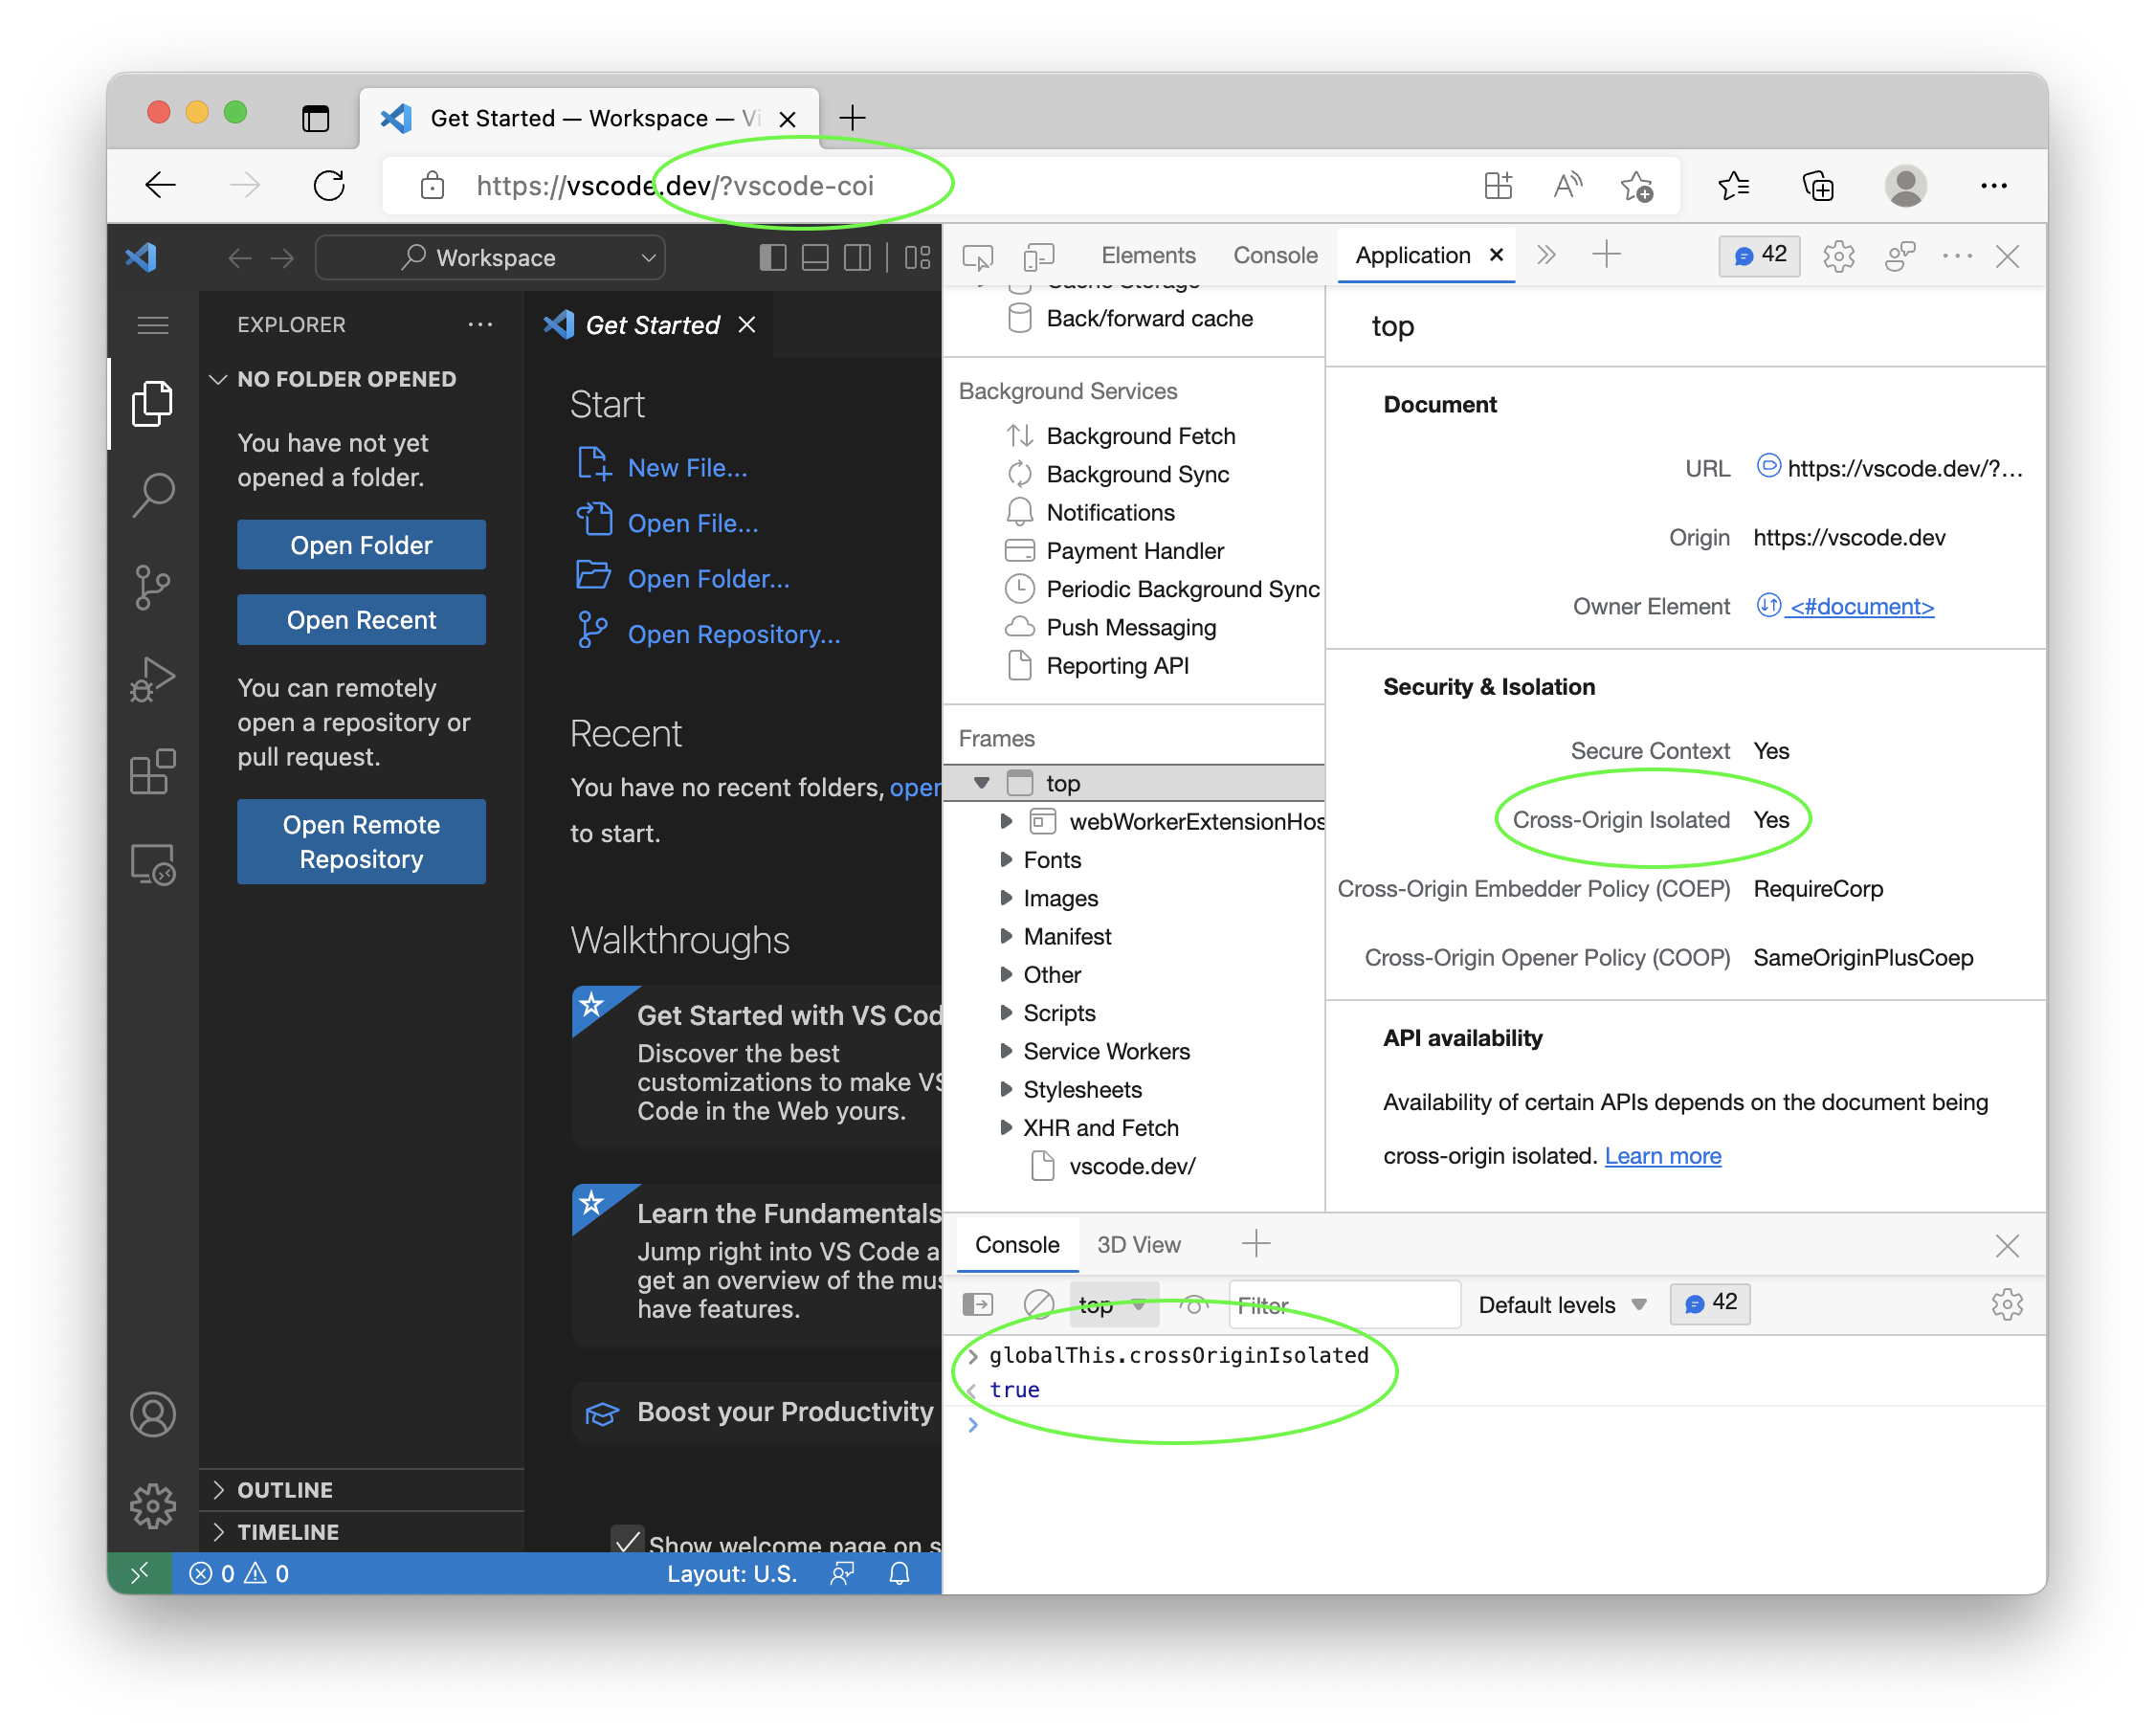 Get Started — Workspace — Vi
https://vscode.dev/?vscode-coi
Workspace
EXPLORER
NO FOLDER OPENED
You have not yet
opened a folder.
Open Folder
Open Recent
You can remotely
open a repository or
pull request.
Open Remote
Repository
OUTLINE
TIMELINE
Get Started
Start
New File...
Open File...
Open Folder...
Open Repository...
Recent
You have no recent folders, open
to start.
Walkthroughs
Get Started with VS Cod
Discover the best
customizations to make VS
Code in the Web yours.
Learn the Fundamentals
Jump right into VS Code a
get an overview of the mus
have features.
Boost your Productivity
Show welcome page on s
0 0
Layout: U.S.
Elements Console Application 42
Cache Storage
Back/forward cache
Background Services
Background Fetch
Background Sync
Notifications
Payment Handler
Periodic Background Sync
Push Messaging
Reporting API
Frames
top
webWorkerExtensionHos
Fonts
Images
Manifest
Other
Scripts
Service Workers
Stylesheets
XHR and Fetch
vscode.dev/
top
Document
URL https://vscode.dev/?...
Origin https://vscode.dev
Owner Element <#document>
Security & Isolation
Secure Context Yes
Cross-Origin Isolated Yes
Cross-Origin Embedder Policy (COEP) RequireCorp
Cross-Origin Opener Policy (COOP) SameOriginPlusCoep
API availability
Availability of certain APIs depends on the document being
cross-origin isolated. Learn more
Console 3D View
top Filter Default levels 42
globalThis.crossOriginIsolated
true